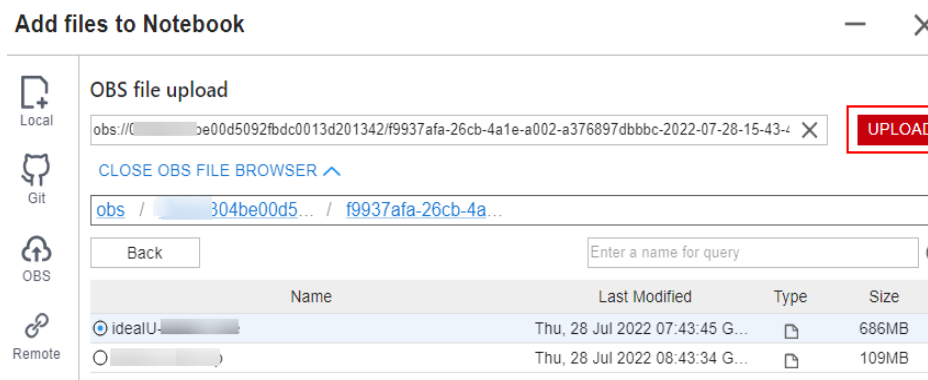 Add files to Notebook
Local
Git
OBS
Remote
OBS file upload
obs://0 be00d5092fbdc0013d201342/f9937afa-26cb-4a1e-a002-a376897dbbbc-2022-07-28-15-43-4
UPLOAD
CLOSE OBS FILE BROWSER
obs / 304be00d5... / f9937afa-26cb-4a...
Back
Enter a name for query
Name Last Modified Type Size
idealU- Thu, 28 Jul 2022 07:43:45 G... 686MB
Thu, 28 Jul 2022 08:43:34 G... 109MB